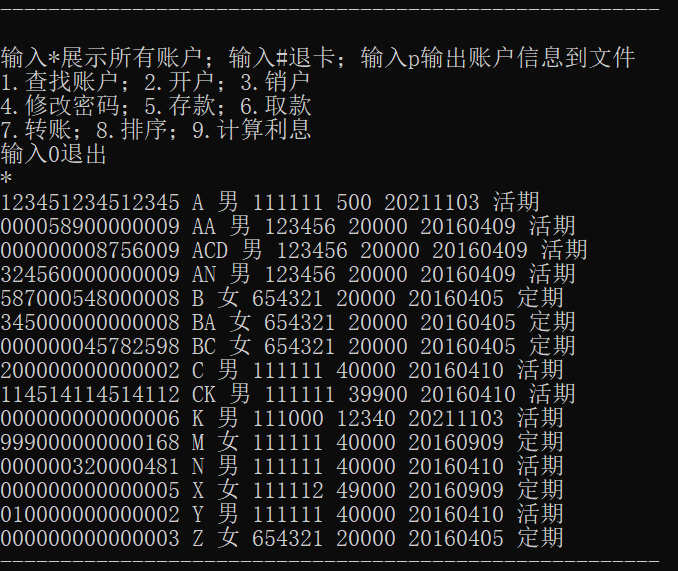 -------------------------------------------------------
输入*展示所有账户；输入#退卡；输入p输出账户信息到文件
1.查找账户；2.开户；3.销户
4.修改密码；5.存款；6.取款
7.转账；8.排序；9.计算利息
输入0退出
*
123451234512345 A 男 111111 500 20211103 活期
000058900000009 AA 男 123456 20000 20160409 活期
000000008756009 ACD 男 123456 20000 20160409 活期
324560000000009 AN 男 123456 20000 20160409 活期
587000548000008 B 女 654321 20000 20160405 定期
345000000000008 BA 女 654321 20000 20160405 定期
000000045782598 BC 女 654321 20000 20160405 定期
200000000000002 C 男 111111 40000 20160410 活期
114514114514112 CK 男 111111 39900 20160410 活期
000000000000006 K 男 111000 12340 20211103 活期
999000000000168 M 女 111111 40000 20160909 定期
000000320000481 N 男 111111 40000 20160410 活期
000000000000005 X 女 111112 49000 20160909 定期
010000000000002 Y 男 111111 40000 20160410 活期
000000000000003 Z 女 654321 20000 20160405 定期
-------------------------------------------------------